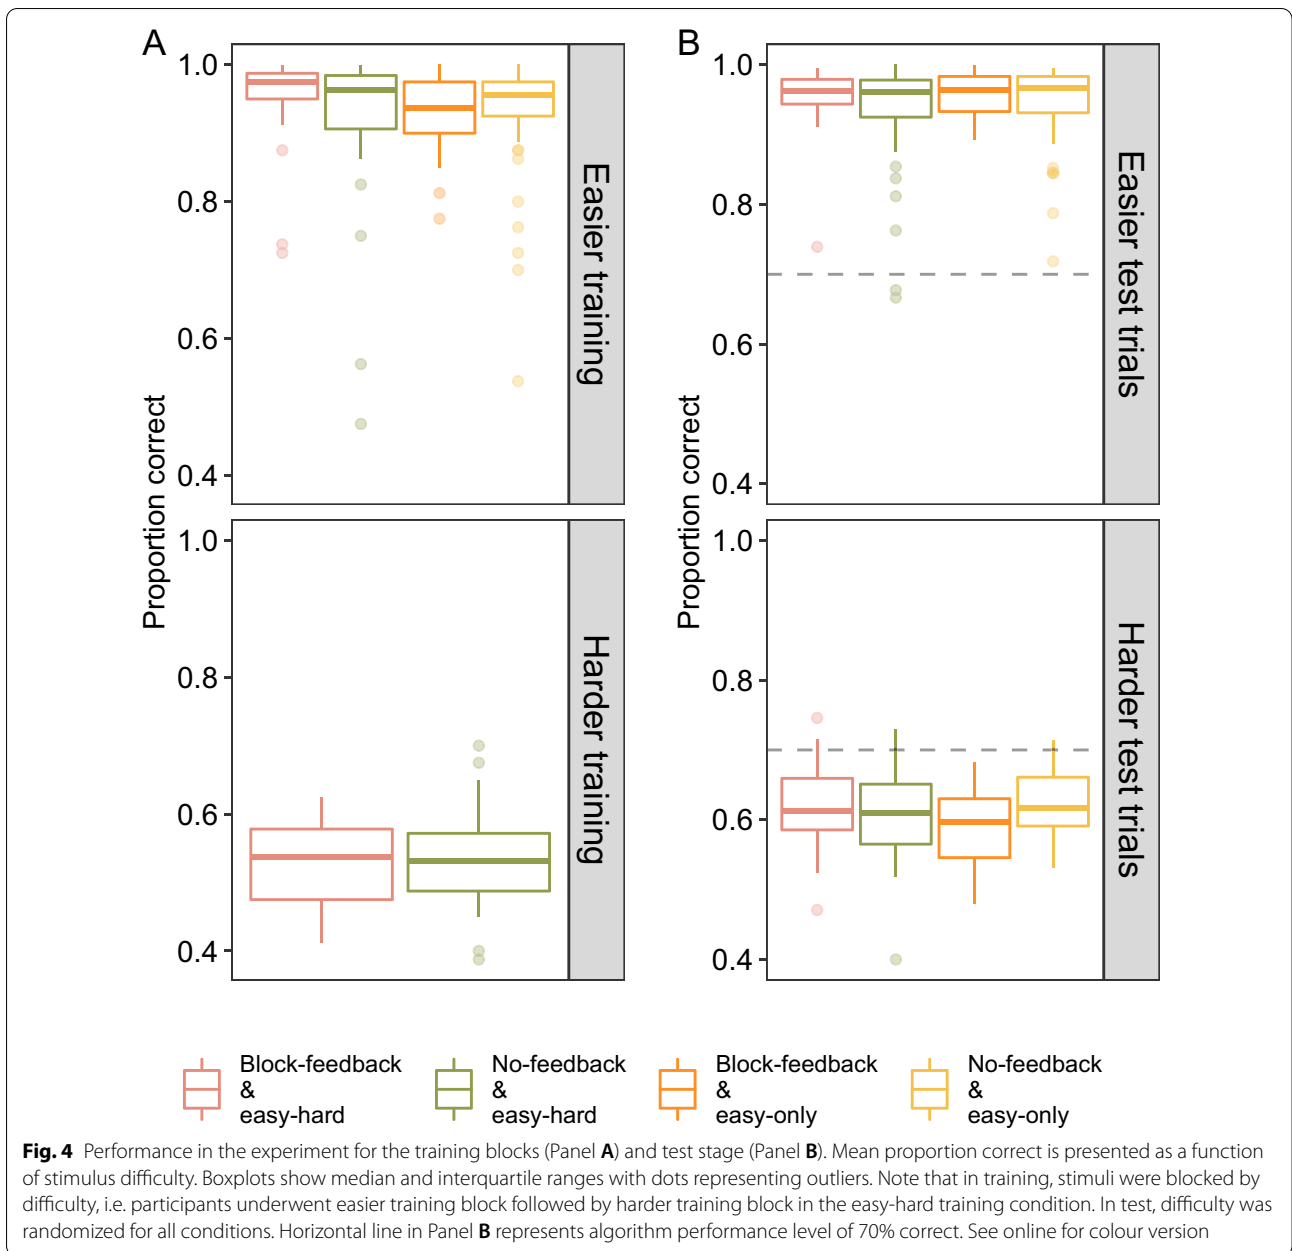 A
B
Proportion correct
1.0
0.8
0.6
0.4
Easier training
1.0
0.8
0.6
0.4
Harder training
Proportion correct
1.0
0.8
0.6
0.4
Easier test trials
1.0
0.8
0.6
0.4
Harder test trials
Block-feedback
&
easy-hard
No-feedback
&
easy-hard
Block-feedback
&
easy-only
No-feedback
&
easy-only
Fig. 4 Performance in the experiment for the training blocks (Panel A) and test stage (Panel B). Mean proportion correct is presented as a function
of stimulus difficulty. Boxplots show median and interquartile ranges with dots representing outliers. Note that in training, stimuli were blocked by
difficulty, i.e. participants underwent easier training block followed by harder training block in the easy-hard training condition. In test, difficulty was
randomized for all conditions. Horizontal line in Panel B represents algorithm performance level of 70% correct. See online for colour version